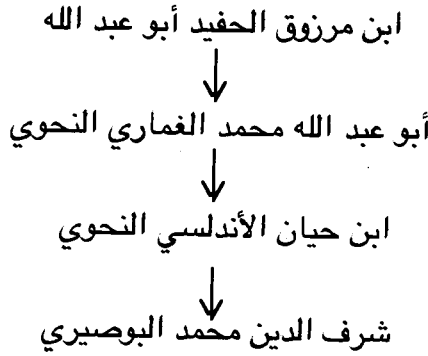 ابن مرزوق الحفيد أبو عبد الله
أبو عبد الله محمد الغماري النحوي
ابن حيان الأندلسي النحوي
شرف الدين محمد البوصيري